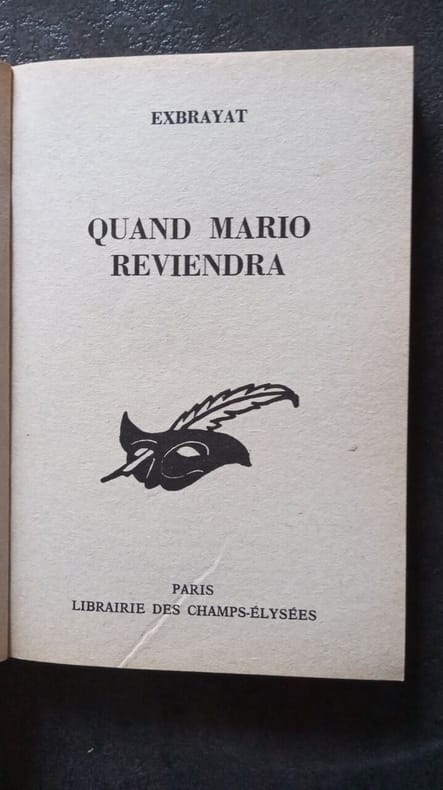 EXBRAYAT
QUAND MARIO
REVIENDRA
PARIS
LIBRAIRIE DES CHAMPS-ÉLYSÉES